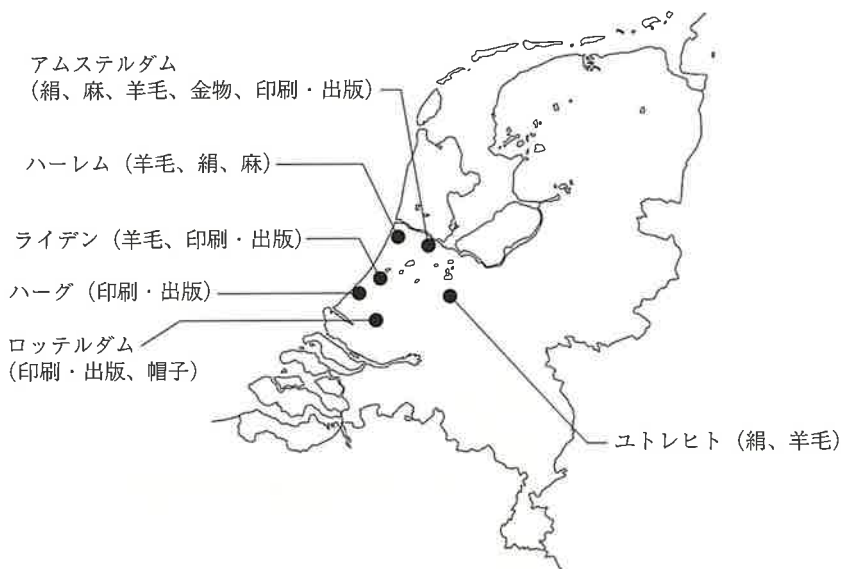 アムステルダム
(絹、麻、羊毛、金物、印刷・出版)
ハーレム (羊毛、絹、麻)
ライデン (羊毛、印刷・出版)
ハーグ (印刷・出版)
ロッテルダム
(印刷・出版、帽子)
ユトレヒト (絹、羊毛)